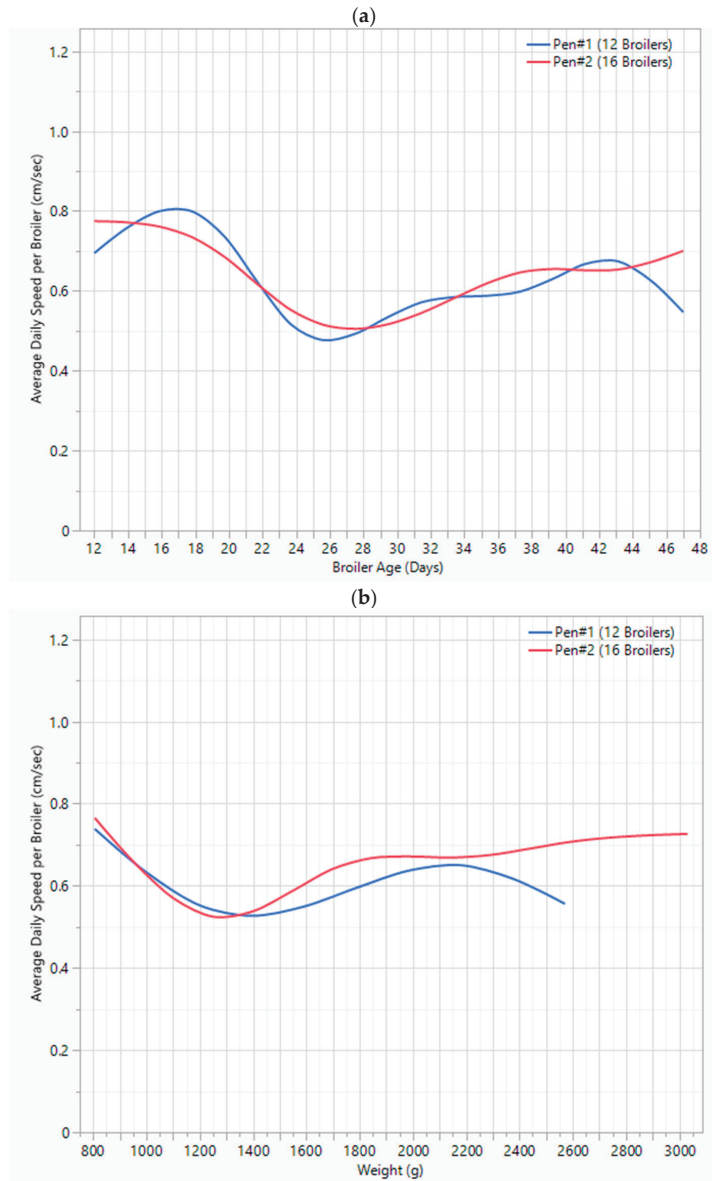 (a)
Pen#1 (12 Broilers)
Pen#2 (16 Broilers)
Average Daily Speed per Broiler (cm/sec)
1.2
1.0
0.8
0.6
0.4
0.2
0
12 14 16 18 20 22 24 26 28 30 32 34 36 38 40 42 44 46 48
Broiler Age (Days)
(b)
Pen#1 (12 Broilers)
Pen#2 (16 Broilers)
Average Daily Speed per Broiler (cm/sec)
1.2
1.0
0.8
0.6
0.4
0.2
0
800 1000 1200 1400 1600 1800 2000 2200 2400 2600 2800 3000
Weight (g)